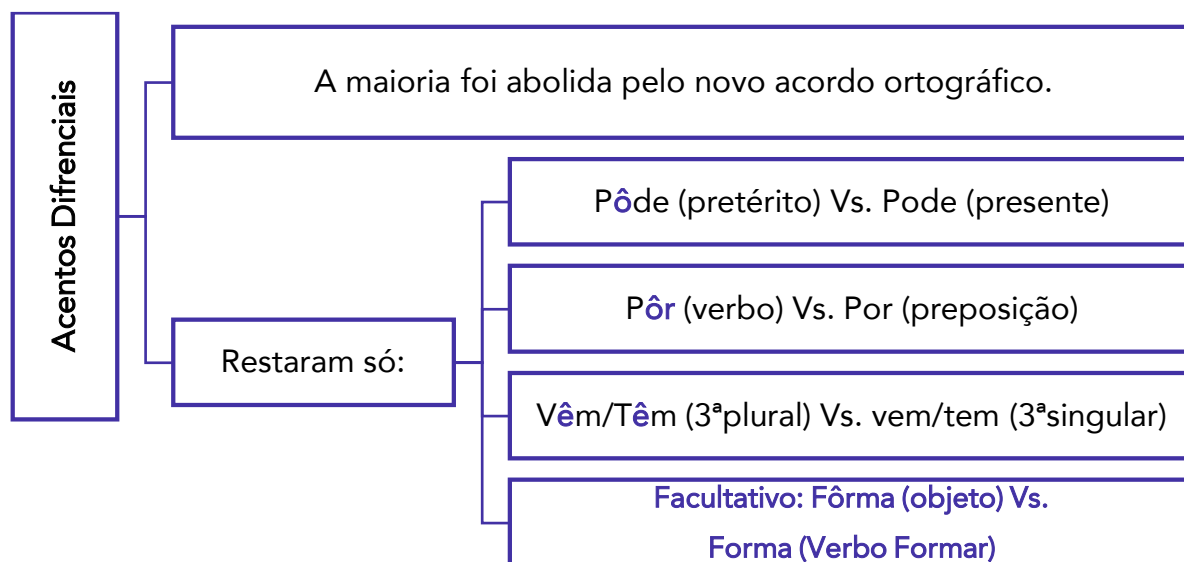 Acentos Difrenciais
A maioria foi abolida pelo novo acordo ortográfico.
Restaram só:
Pôde (pretérito) Vs. Pode (presente)
Pôr (verbo) Vs. Por (preposição)
Vêm/Têm (3ªplural) Vs. vem/tem (3ªsingular)
Facultativo: Fôrma (objeto) Vs.
Forma (Verbo Formar)